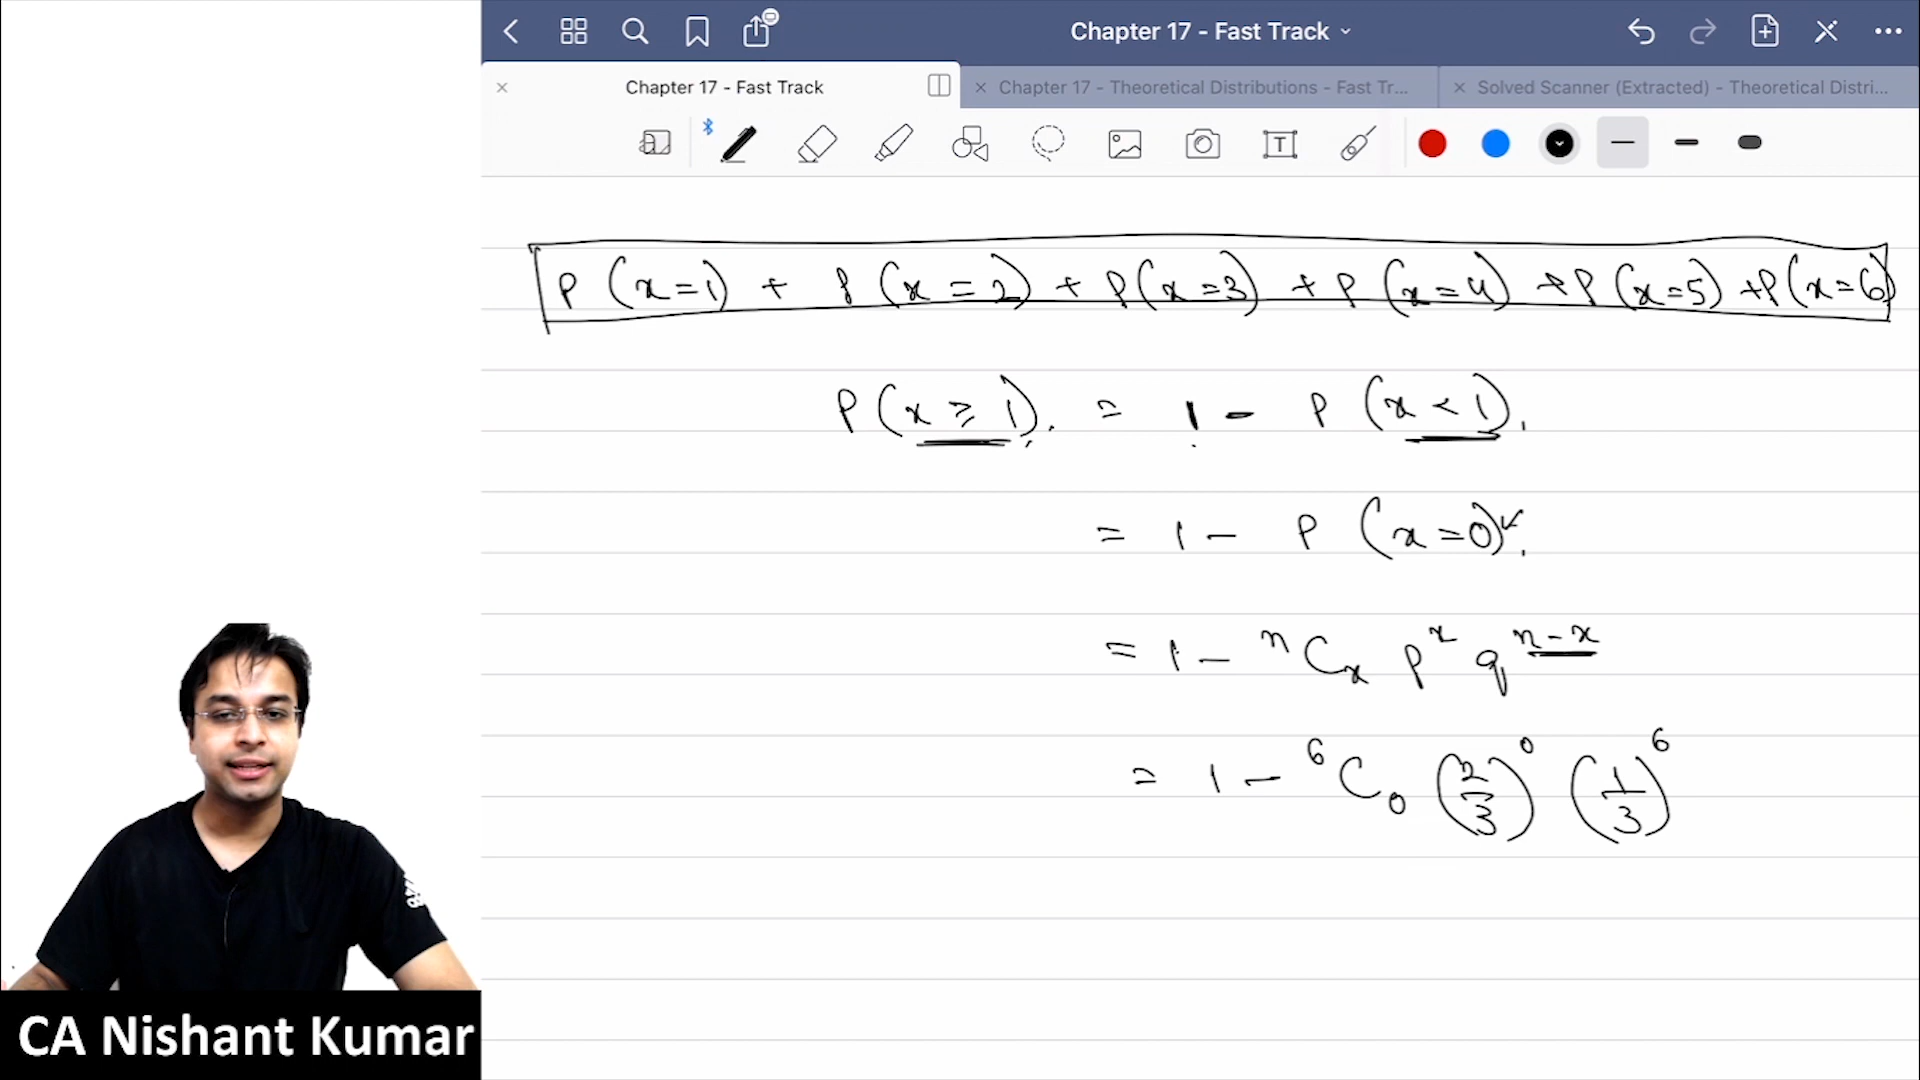 Chapter 17 - Fast Track
Chapter 17 - Fast Track
Chapter 17 - Theoretical Distributions - Fast Tr...
Solved Scanner (Extracted) - Theoretical Distri...
P (x=1) + P (x=2) + P(x=3) + P (x=4) + P (x=5) + P(x=6)
P (x ≥ 1). = 1 - P (x < 1).
= 1 - P (x=0)
= 1 - ⁿCₓ pˣ qⁿ⁻ˣ
= 1 - ⁶C₀ (2/3)⁰ (1/3)⁶
CA Nishant Kumar